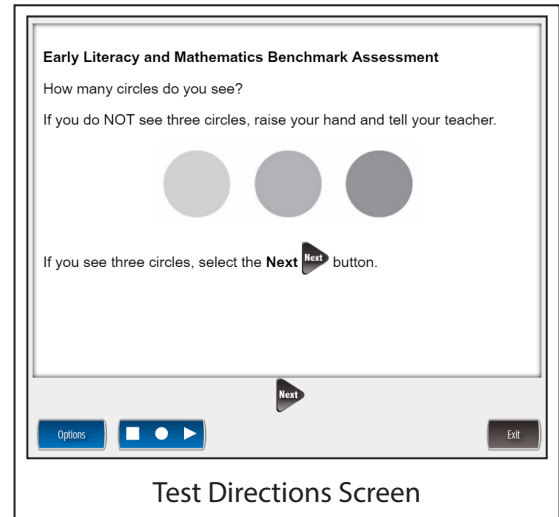 Early Literacy and Mathematics Benchmark Assessment
How many circles do you see?
If you do NOT see three circles, raise your hand and tell your teacher.
If you see three circles, select the Next Next button.
Next
Options
Exit
Test Directions Screen